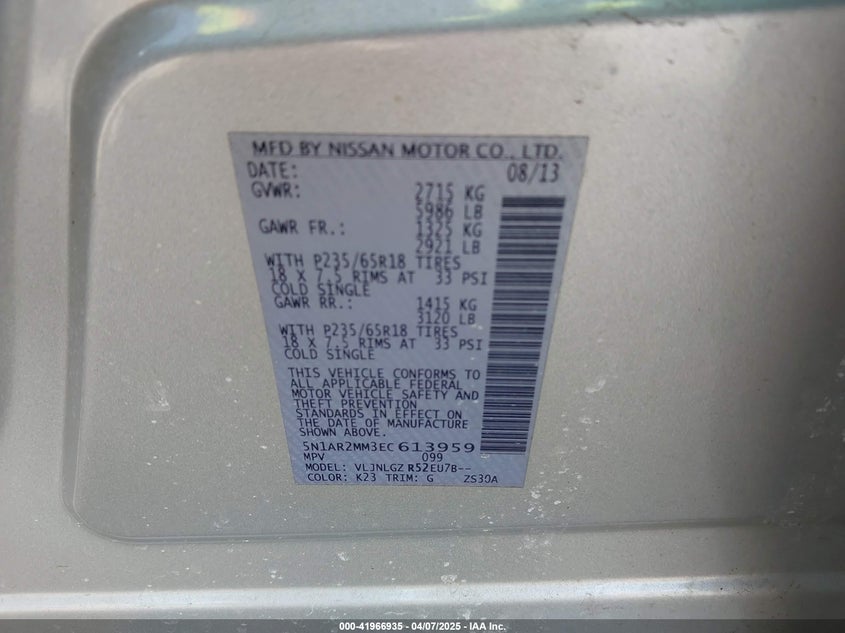 MFD BY NISSAN MOTOR CO., LTD.
DATE: 08/13
GVWR: 2715 KG
5986 LB
GAWR FR.: 1325 KG
2921 LB
WITH P235/65R18 TIRES
18 X 7.5 RIMS AT 33 PSI
COLD SINGLE
GAWR RR.: 1415 KG
3120 LB
WITH P235/65R18 TIRES
18 X 7.5 RIMS AT 33 PSI
COLD SINGLE
THIS VEHICLE CONFORMS TO
ALL APPLICABLE FEDERAL
MOTOR VEHICLE SAFETY AND
THEFT PREVENTION
STANDARDS IN EFFECT ON
THE DATE OF MANUFACTURE
SHOWN ABOVE.
5N1AR2MM3EC613959
MPV 099
MODEL: VLJNLGZ R52EU7B--
COLOR: K23 TRIM: G ZS30A
000-41966935 - 04/07/2025 - IAA Inc.